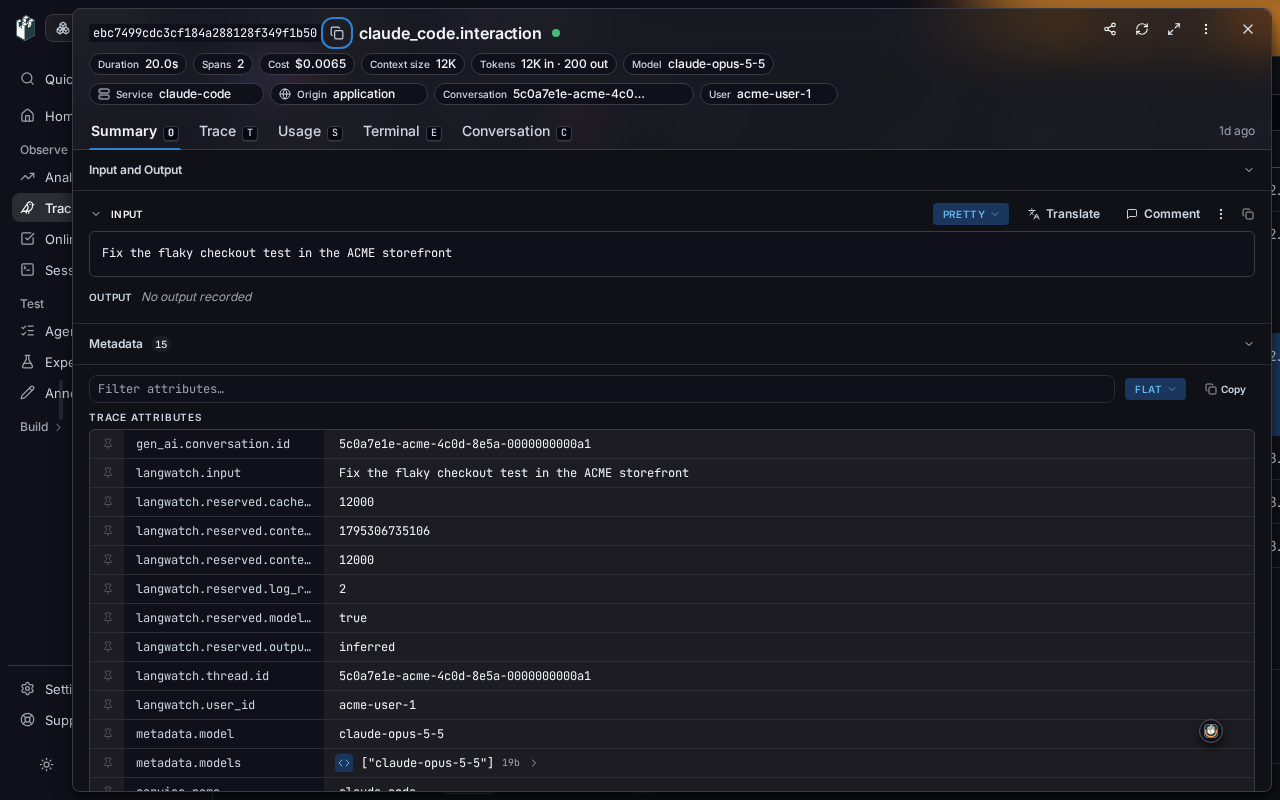 ebc7499cdc3cf184a288128f349f1b50 claude_code.interaction
Duration 20.0s Spans 2 Cost $0.0065 Context size 12K Tokens 12K in · 200 out Model claude-opus-5-5
Service claude-code Origin application Conversation 5c0a7e1e-acme-4c0… User acme-user-1
Summary O Trace T Usage S Terminal E Conversation C 1d ago
Input and Output
INPUT PRETTY Translate Comment
Fix the flaky checkout test in the ACME storefront
OUTPUT No output recorded
Metadata 15
Filter attributes… FLAT Copy
TRACE ATTRIBUTES
gen_ai.conversation.id 5c0a7e1e-acme-4c0d-8e5a-0000000000a1
langwatch.input Fix the flaky checkout test in the ACME storefront
langwatch.reserved.cache… 12000
langwatch.reserved.conte… 1795306735106
langwatch.reserved.conte… 12000
langwatch.reserved.log_r… 2
langwatch.reserved.model… true
langwatch.reserved.outpu… inferred
langwatch.thread.id 5c0a7e1e-acme-4c0d-8e5a-0000000000a1
langwatch.user_id acme-user-1
metadata.model claude-opus-5-5
metadata.models <> ["claude-opus-5-5"] 19b
service.name claude-code
Quic
Hom
Observe
Anal
Trac
Onli
Sess
Test
Agen
Expe
Anno
Build
Setti
Supp